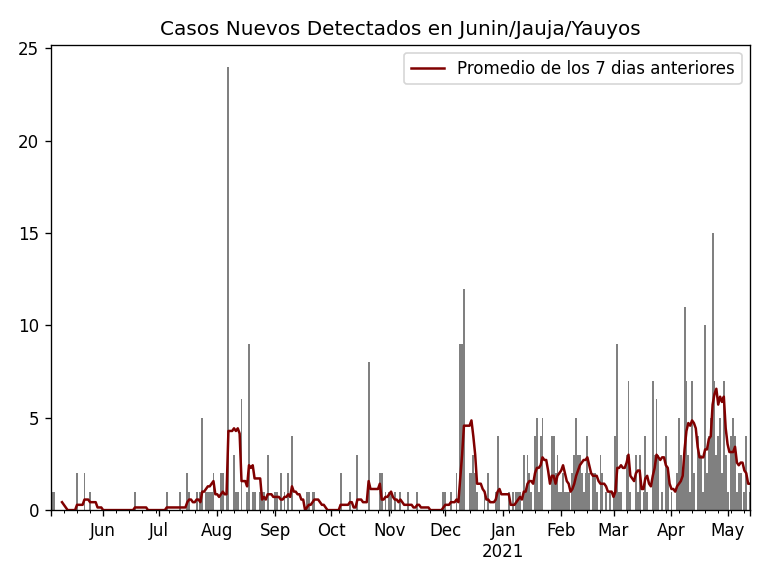 Casos Nuevos Detectados en Junin/Jauja/Yauyos
Promedio de los 7 dias anteriores
25
20
15
10
5
0
Jun Jul Aug Sep Oct Nov Dec Jan Feb Mar Apr May
2021